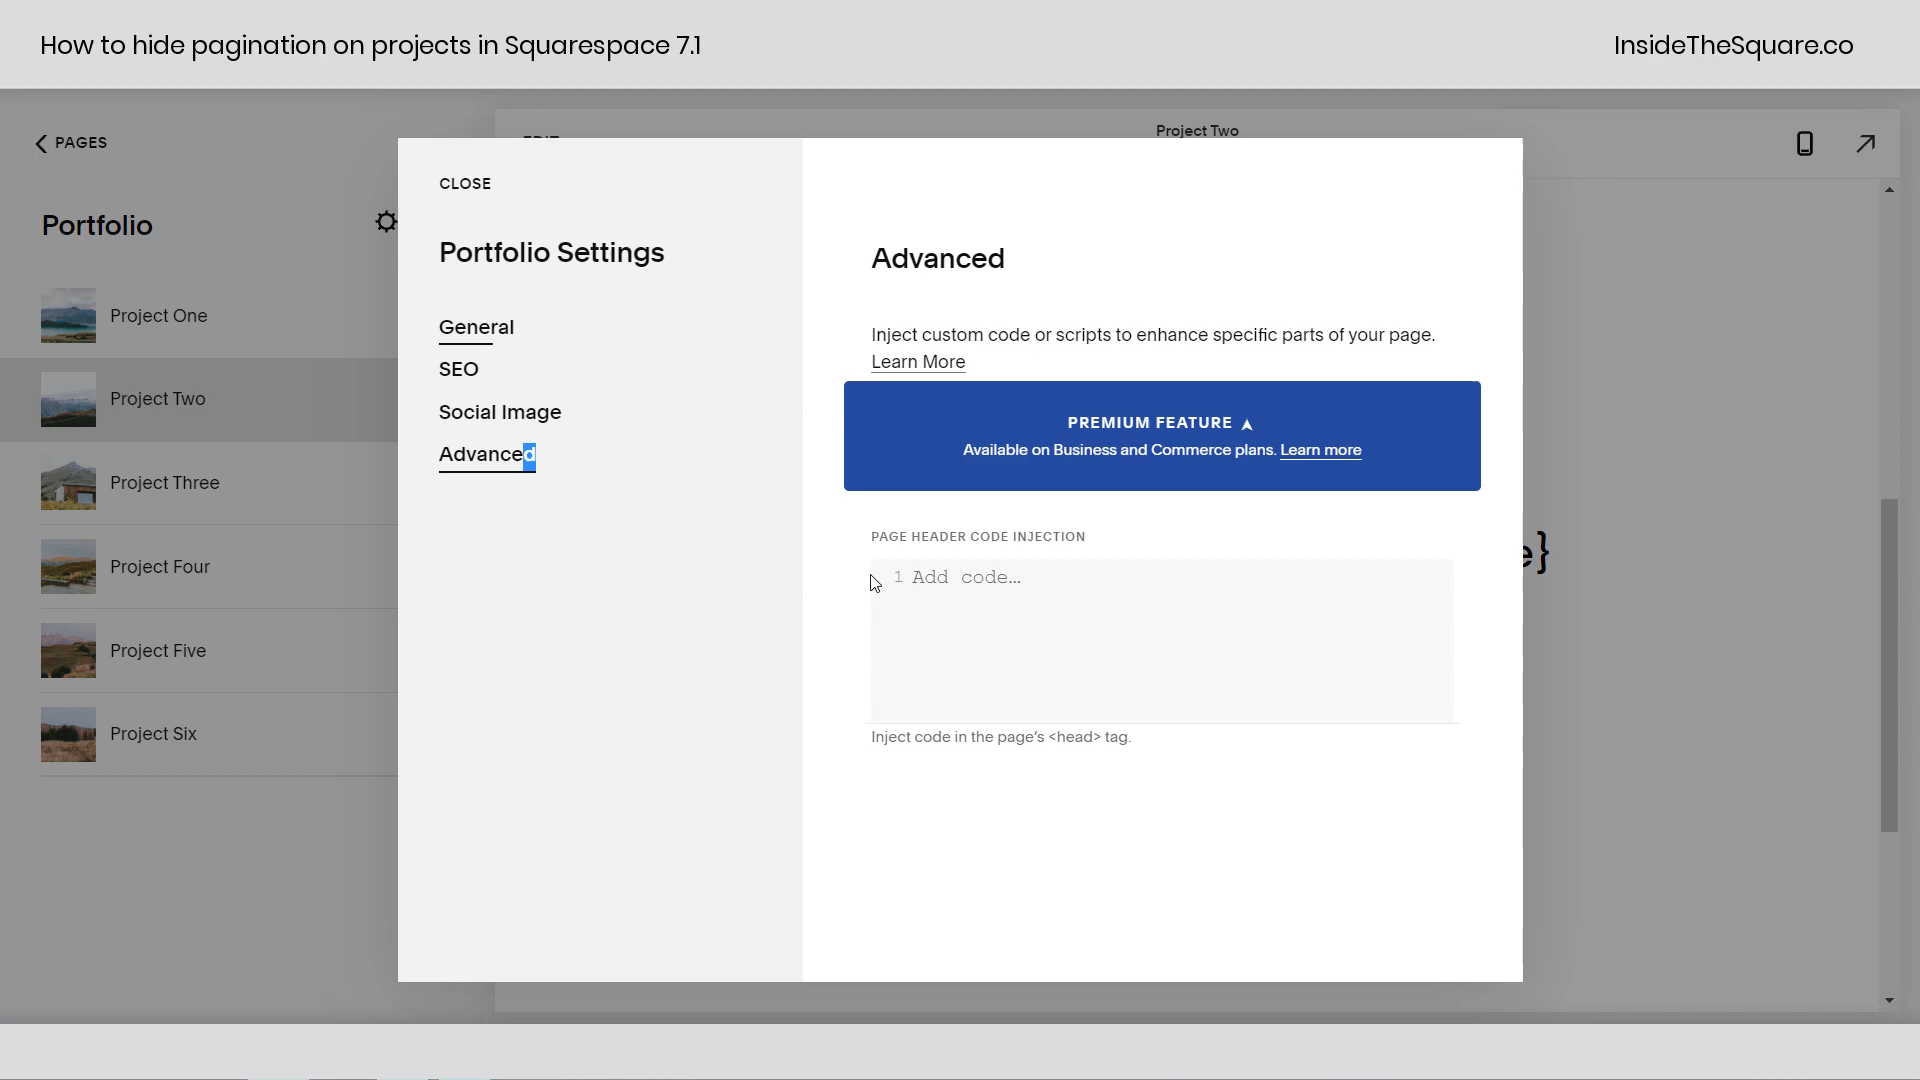 How to hide pagination on projects in Squarespace 7.1
InsideTheSquare.co
PAGES
Project Two
CLOSE
Portfolio
Portfolio Settings
Advanced
General
SEO
Social Image
Advanced
Inject custom code or scripts to enhance specific parts of your page.
Learn More
PREMIUM FEATURE
Available on Business and Commerce plans. Learn more
PAGE HEADER CODE INJECTION
1 Add code...
Inject code in the page's <head> tag.
Project One
Project Two
Project Three
Project Four
Project Five
Project Six
e}